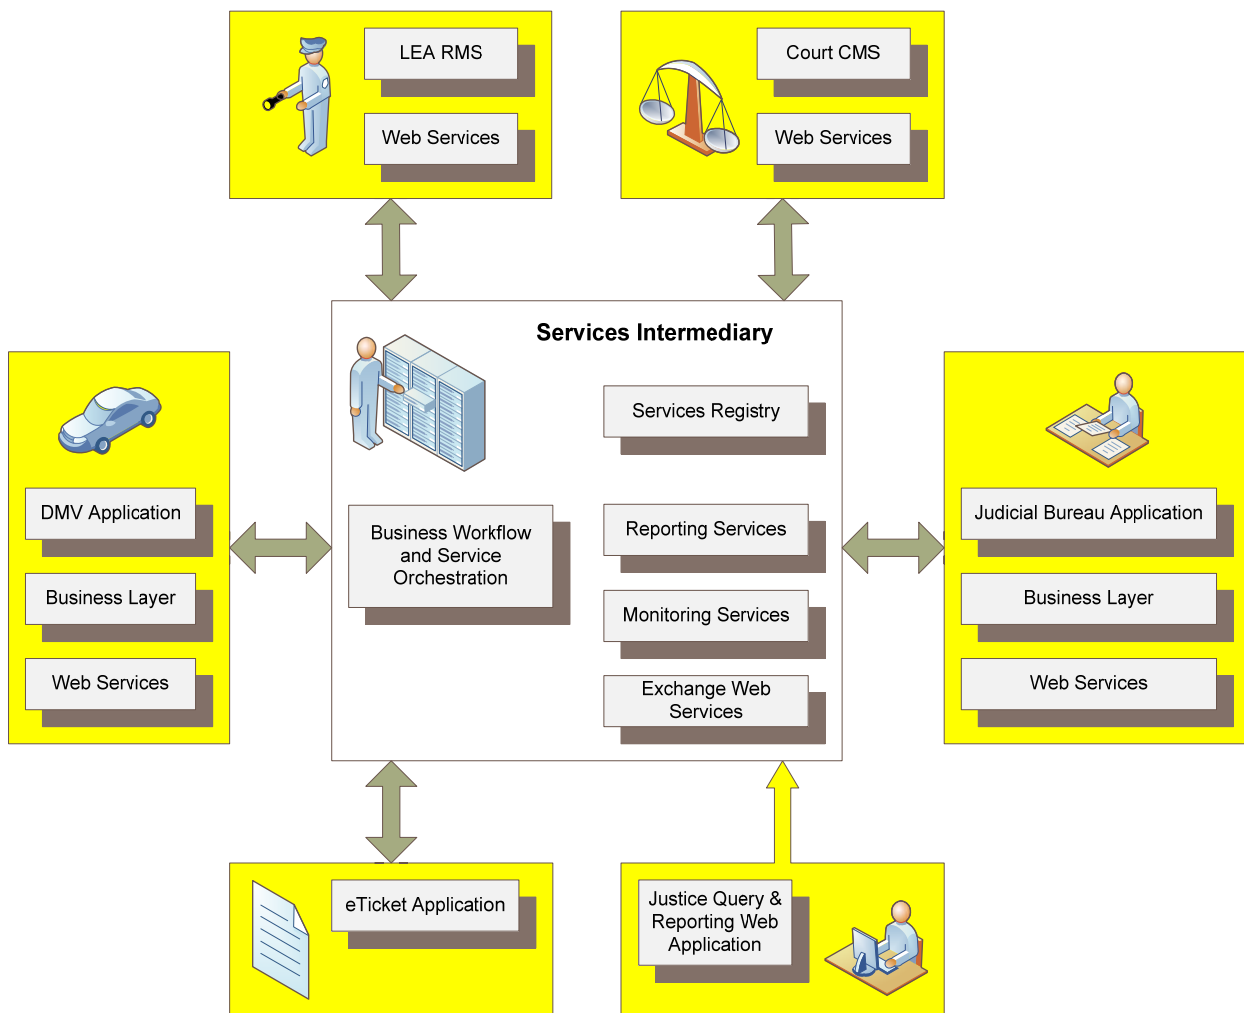 LEA RMS
Web Services
Court CMS
Web Services
Services Intermediary
Services Registry
Business Workflow
and Service
Orchestration
Reporting Services
Monitoring Services
Exchange Web
Services
DMV Application
Business Layer
Web Services
Judicial Bureau Application
Business Layer
Web Services
eTicket Application
Justice Query &
Reporting Web
Application